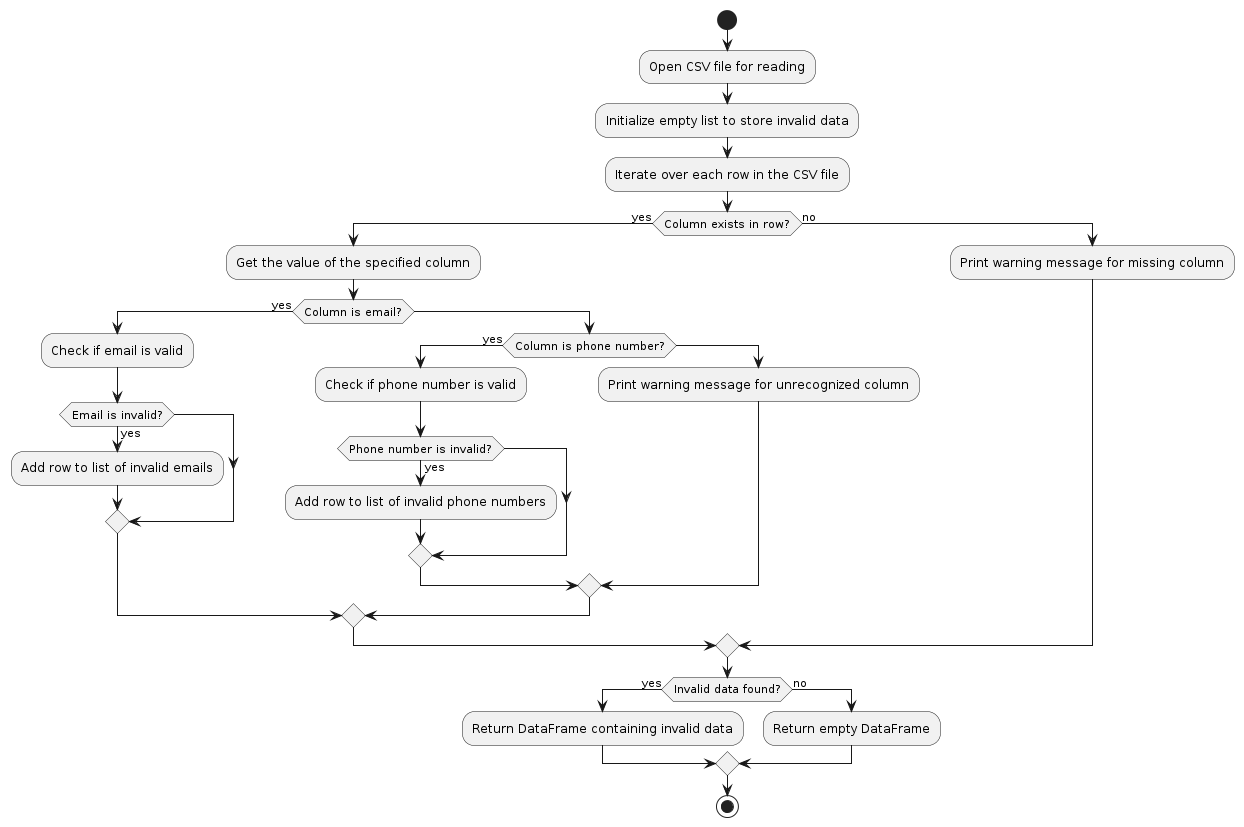 Open CSV file for reading
Initialize empty list to store invalid data
Iterate over each row in the CSV file
yes
Column exists in row?
no
Get the value of the specified column
Print warning message for missing column
yes
Column is email?
Check if email is valid
yes
Column is phone number?
Check if phone number is valid
Print warning message for unrecognized column
Email is invalid?
yes
Add row to list of invalid emails
Phone number is invalid?
yes
Add row to list of invalid phone numbers
yes
Invalid data found?
no
Return DataFrame containing invalid data
Return empty DataFrame